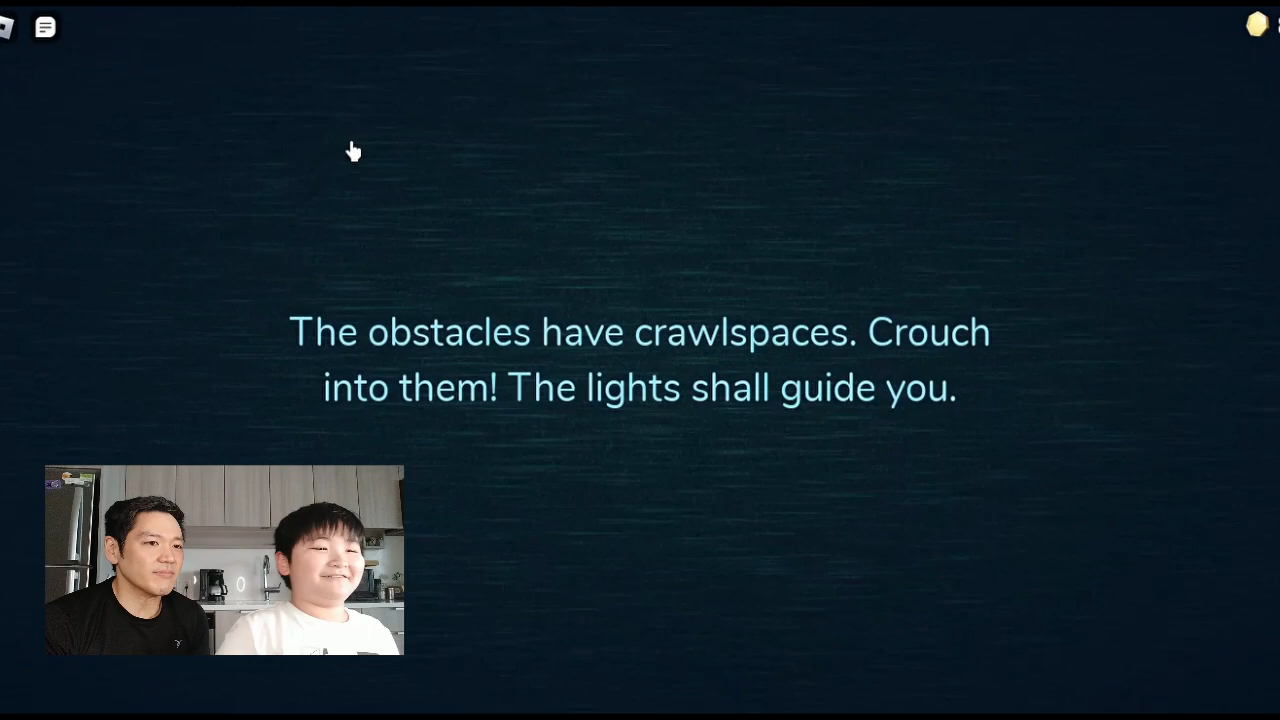 The obstacles have crawlspaces. Crouch
into them! The lights shall guide you.